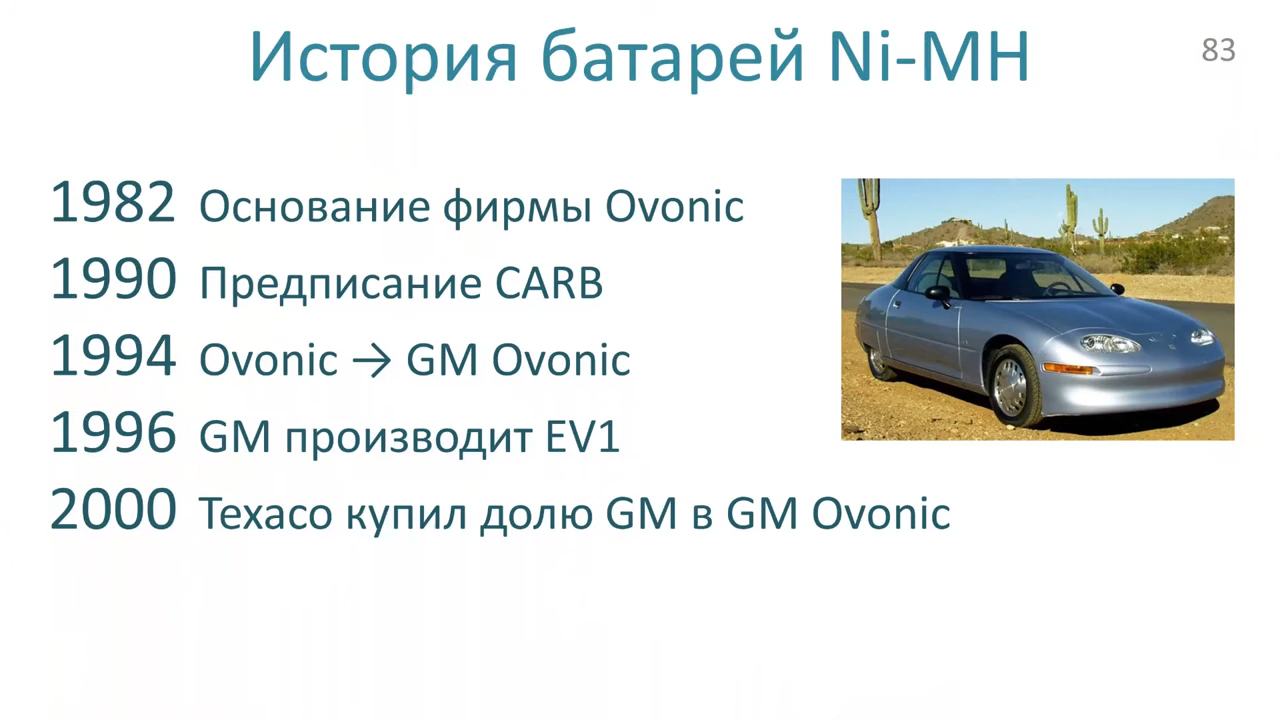 История батарей Ni-MH
83
1982 Основание фирмы Ovonic
1990 Предписание CARB
1994 Ovonic → GM Ovonic
1996 GM производит EV1
2000 Texaco купил долю GM в GM Ovonic